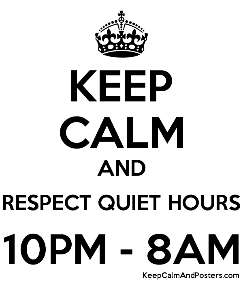 KEEP
CALM
AND
RESPECT QUIET HOURS
10PM - 8AM
KeepCalmAndPosters.com